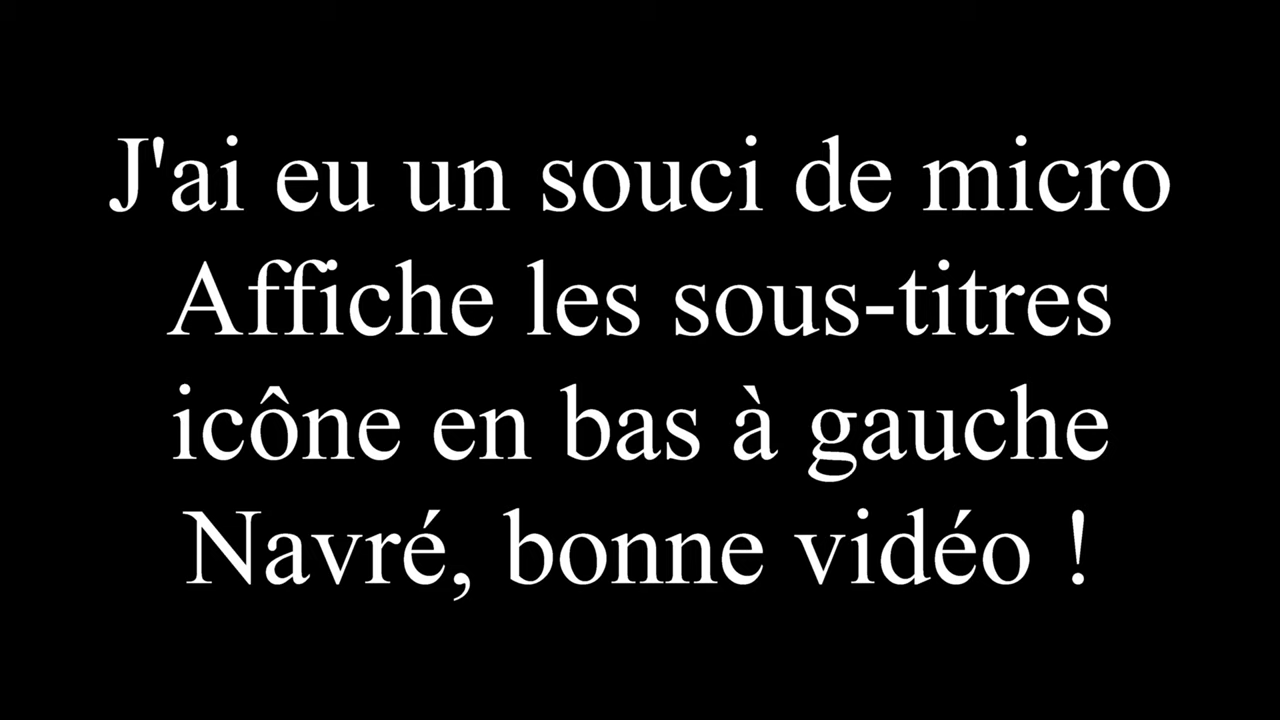 J'ai eu un souci de micro
Affiche les sous-titres
icône en bas à gauche
Navré, bonne vidéo !